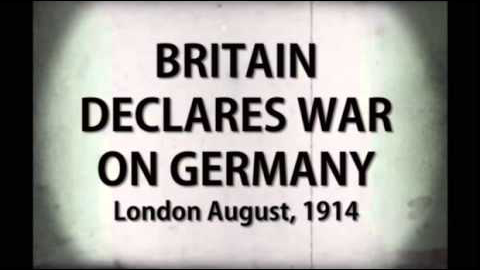 BRITAIN
DECLARES WAR
ON GERMANY
London August, 1914